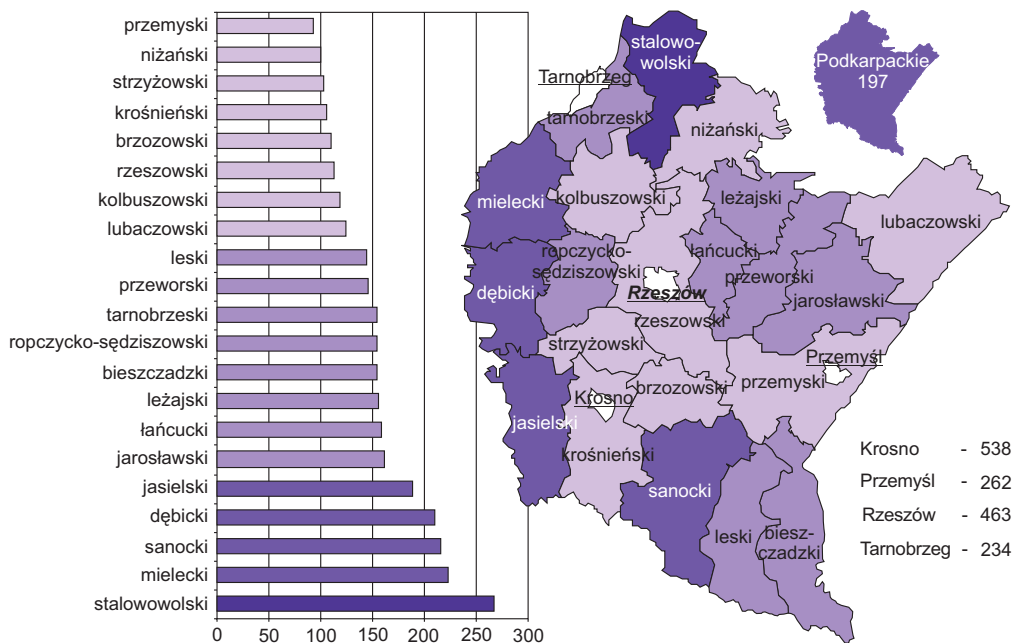 przemyski
niżański
strzyżowski
krośnieński
brzozowski
rzeszowski
kolbuszowski
lubaczowski
leski
przeworski
tarnobrzeski
ropczycko-sędziszowski
bieszczadzki
leżajski
łańcucki
jarosławski
jasielski
dębicki
sanocki
mielecki
stalowowolski
0 50 100 150 200 250 300
stalowo-
wolski
Tarnobrzeg
tarnobrzeski
niżański
mielecki
kolbuszowski
leżajski
lubaczowski
ropczycko-
sędziszowski
łańcucki
przeworski
jarosławski
dębicki
Rzeszów
rzeszowski
strzyżowski
Przemyśl
przemyski
brzozowski
Krosno
jasielski
krośnieński
sanocki
leski
biesz-
czadzki
Podkarpackie
197
Krosno - 538
Przemyśl - 262
Rzeszów - 463
Tarnobrzeg - 234